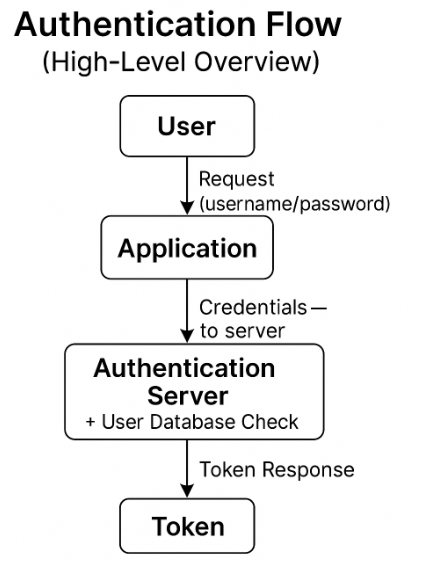 Authentication Flow
(High-Level Overview)
User
Request
(username/password)
Application
Credentials—
to server
Authentication
Server
+ User Database Check
Token Response
Token